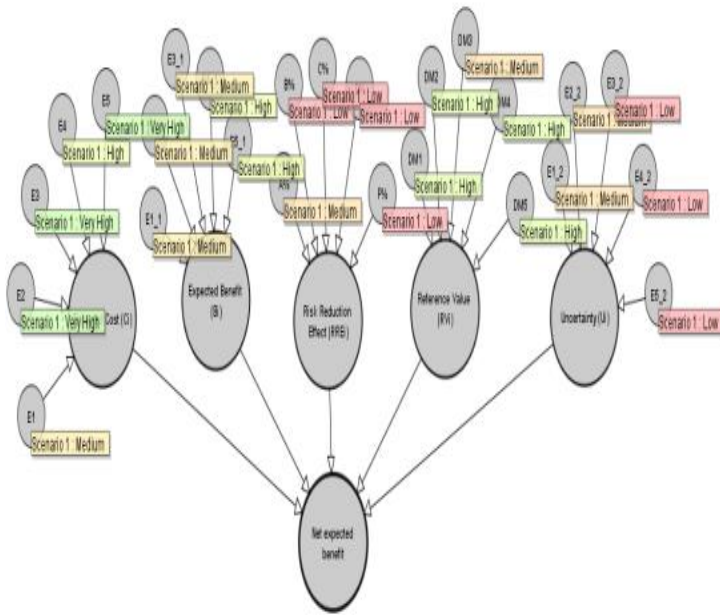 E3_1
DM3
Scenario 1 : Medium
Scenario 1 : Medium
B%
C%
DM2
E2_2
E3_2
E5
Scenario 1 : High
Scenario 1 : Low
Scenario 1 : Low
Scenario 1 : Low
Scenario 1 : High
DM4
Scenario 1 : Low
Scenario 1 : Medium
E4
Scenario 1 : Very High
Scenario 1 : High
E5_1
DM1
E1_2
E4_2
Scenario 1 : High
Scenario 1 : Medium
Scenario 1 : High
A%
Scenario 1 : High
Scenario 1 : Medium
Scenario 1 : Low
E3
E1_1
P%
DM5
Scenario 1 : Very High
Scenario 1 : Medium
Scenario 1 : Medium
Scenario 1 : Low
Scenario 1 : High
E2
Scenario 1 : Very High
Cost (Ci)
Expected Benefit
(Bi)
Risk Reduction
Effect (RREi)
Reference Value
(RVi)
Uncertainty (Ui)
E5_2
Scenario 1 : Low
E1
Scenario 1 : Medium
Net expected
benefit